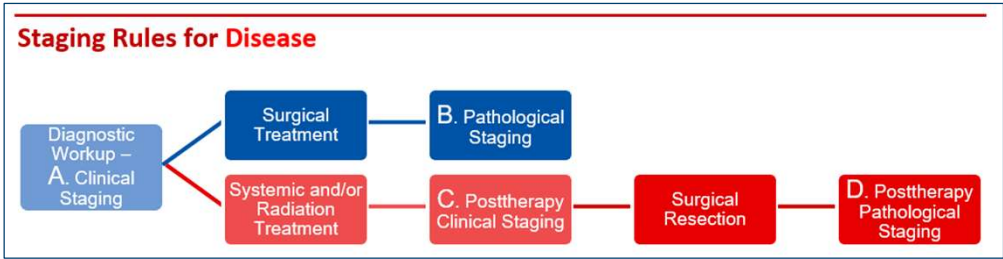 Staging Rules for Disease
Diagnostic
Workup –
A. Clinical
Staging
Surgical
Treatment
B. Pathological
Staging
Systemic and/or
Radiation
Treatment
C. Posttherapy
Clinical Staging
Surgical
Resection
D. Posttherapy
Pathological
Staging